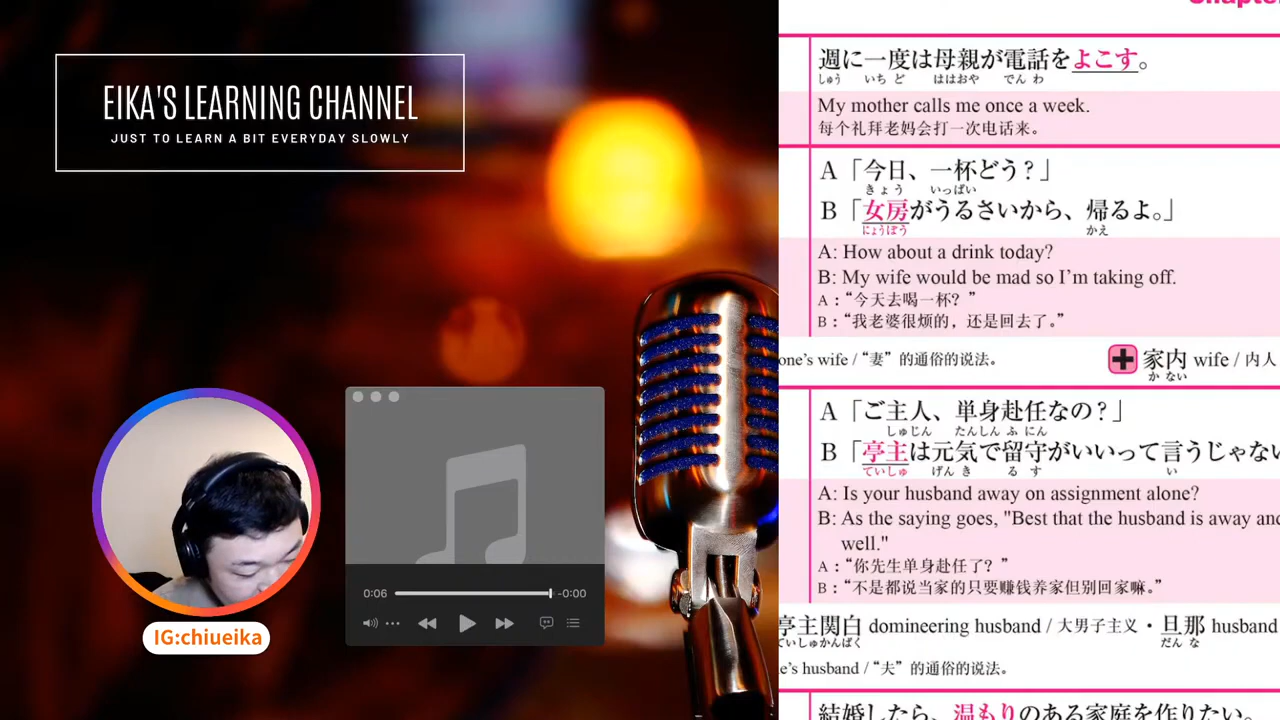 EIKA'S LEARNING CHANNEL
JUST TO LEARN A BIT EVERYDAY SLOWLY
0:06
-0:00
IG:chiueika
週に一度は母親が電話をよこす。
しゅう いち ど ははおや でん わ
My mother calls me once a week.
每个礼拜老妈会打一次电话来。
A「今日、一杯どう？」
きょう いっぱい
B「女房がうるさいから、帰るよ。」
にょうぼう かえ
A: How about a drink today?
B: My wife would be mad so I'm taking off.
A：“今天去喝一杯？”
B：“我老婆很烦的，还是回去了。”
one's wife / “妻” 的通俗的说法。
家内 wife / 内人
か ない
A「ご主人、単身赴任なの？」
しゅじん たんしん ふ にん
B「亭主は元気で留守がいいって言うじゃない
ていしゅ げん き る す い
A: Is your husband away on assignment alone?
B: As the saying goes, "Best that the husband is away and
well."
A：“你先生单身赴任了？”
B：“不是都说当家的只要赚钱养家但别回家嘛。”
亭主関白 domineering husband / 大男子主义・旦那 husband
ていしゅかんぱく だん な
e's husband / “夫” 的通俗的说法。
結婚したら、温もりのある家庭を作りたい。